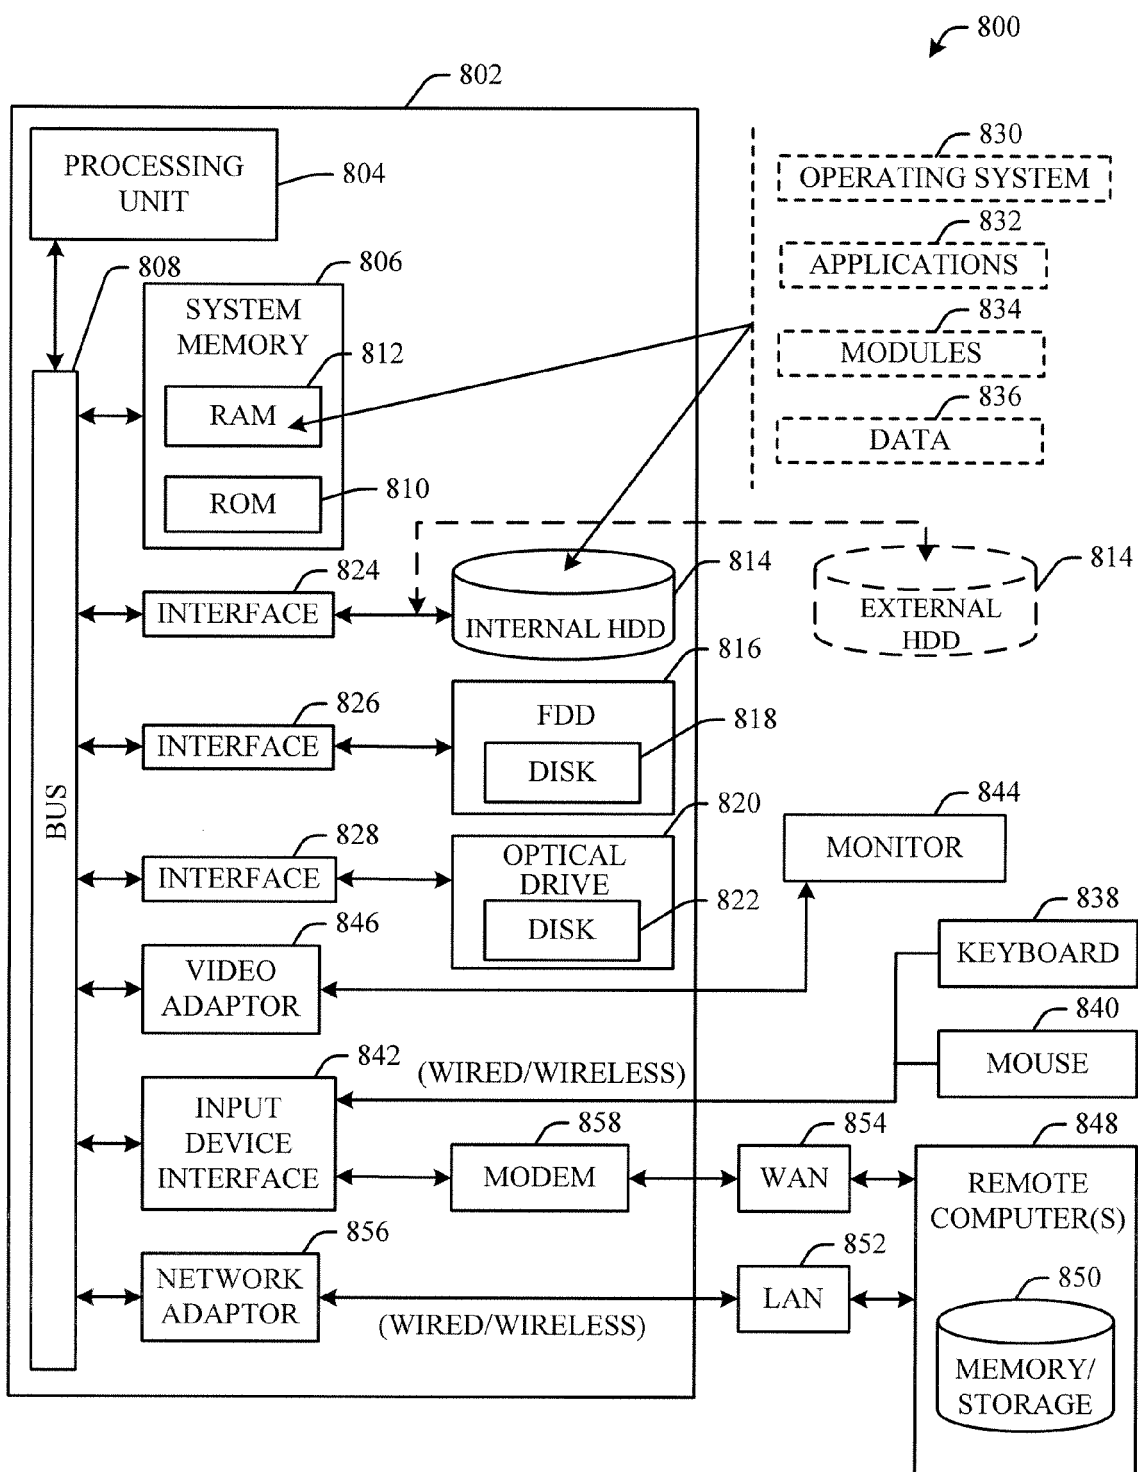 800
802
PROCESSING
UNIT
804
830
OPERATING SYSTEM
832
APPLICATIONS
834
MODULES
836
DATA
808
806
SYSTEM
MEMORY
812
RAM
810
ROM
824
INTERFACE
814
INTERNAL HDD
814
EXTERNAL
HDD
816
826
INTERFACE
FDD
818
DISK
BUS
820
828
INTERFACE
OPTICAL
DRIVE
822
DISK
844
MONITOR
846
VIDEO
ADAPTOR
838
KEYBOARD
840
MOUSE
842
(WIRED/WIRELESS)
INPUT
DEVICE
INTERFACE
858
MODEM
854
WAN
848
REMOTE
COMPUTER(S)
856
NETWORK
ADAPTOR
(WIRED/WIRELESS)
852
LAN
850
MEMORY/
STORAGE